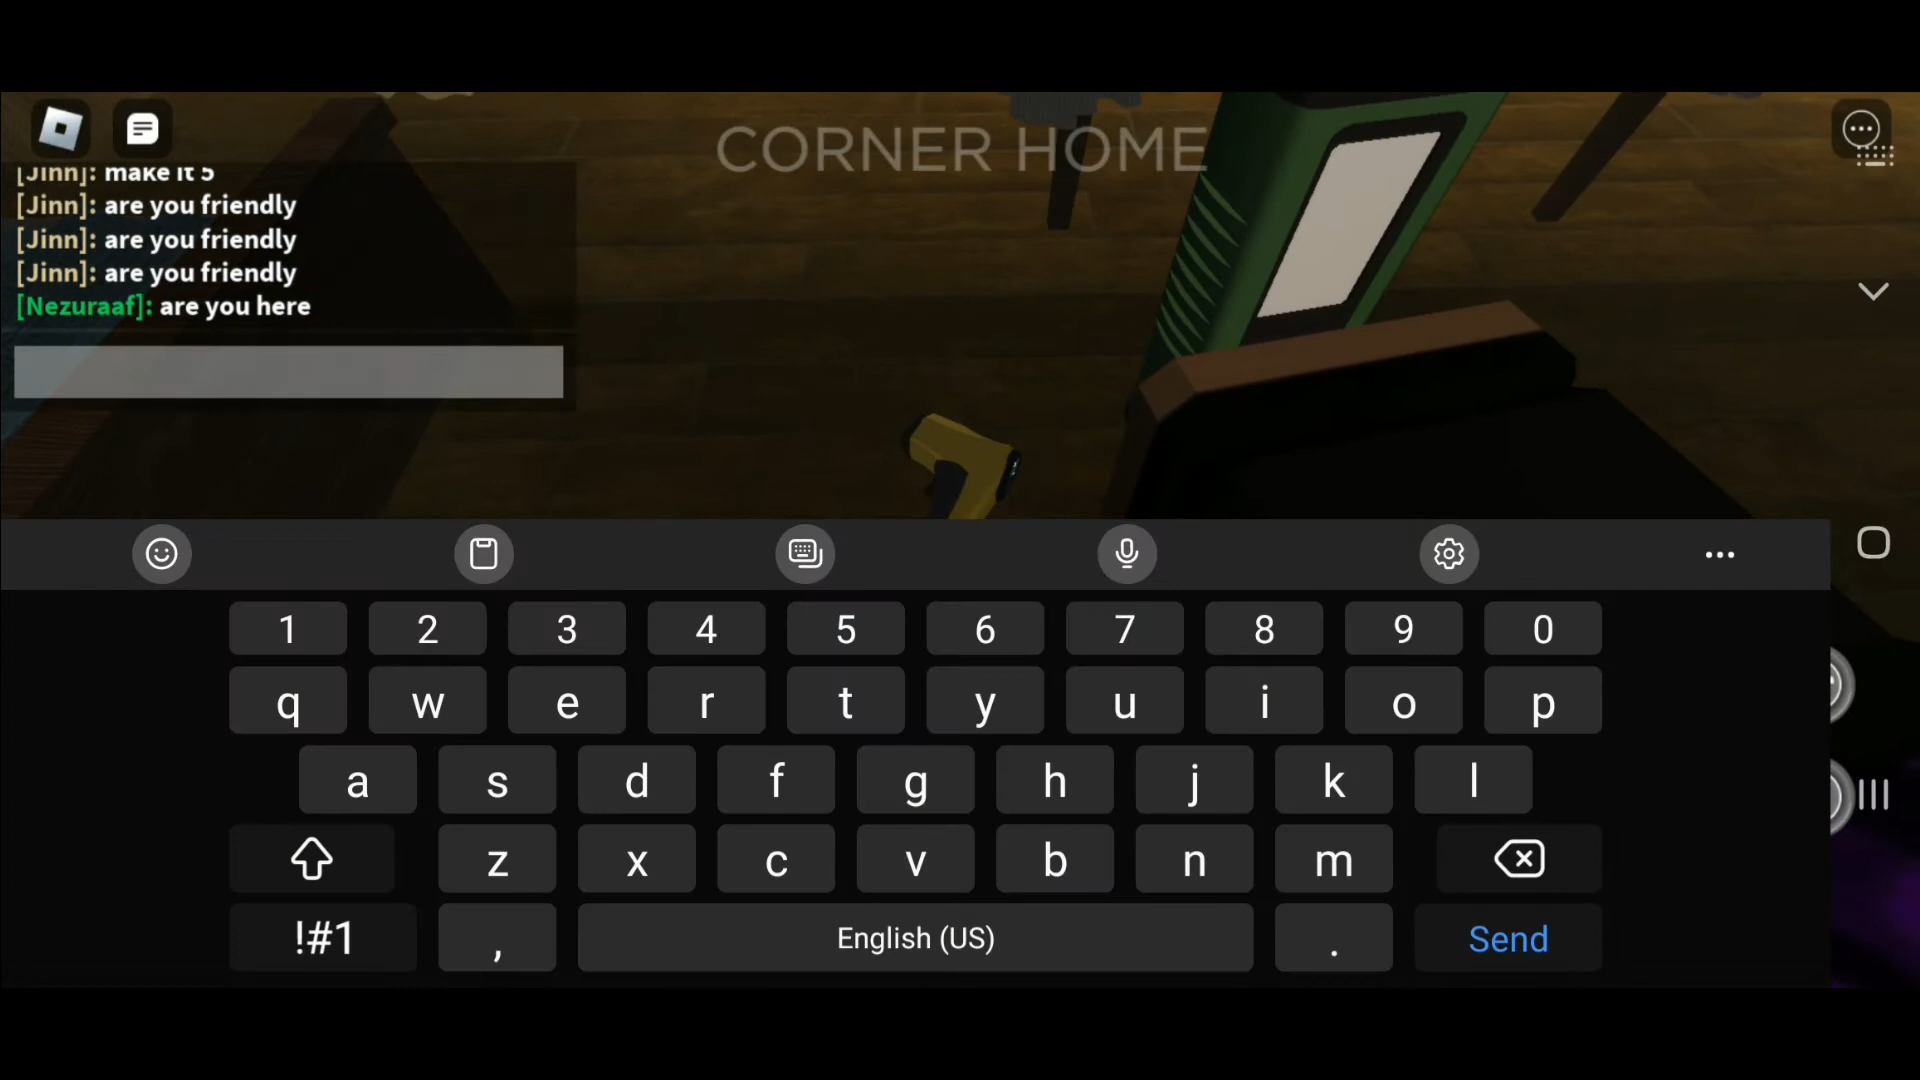 CORNER HOME
[Jinn]: make it 5
[Jinn]: are you friendly
[Jinn]: are you friendly
[Jinn]: are you friendly
[Nezuraaf]: are you here
1 2 3 4 5 6 7 8 9 0
q w e r t y u i o p
a s d f g h j k l
z x c v b n m
!#1 , English (US) . Send